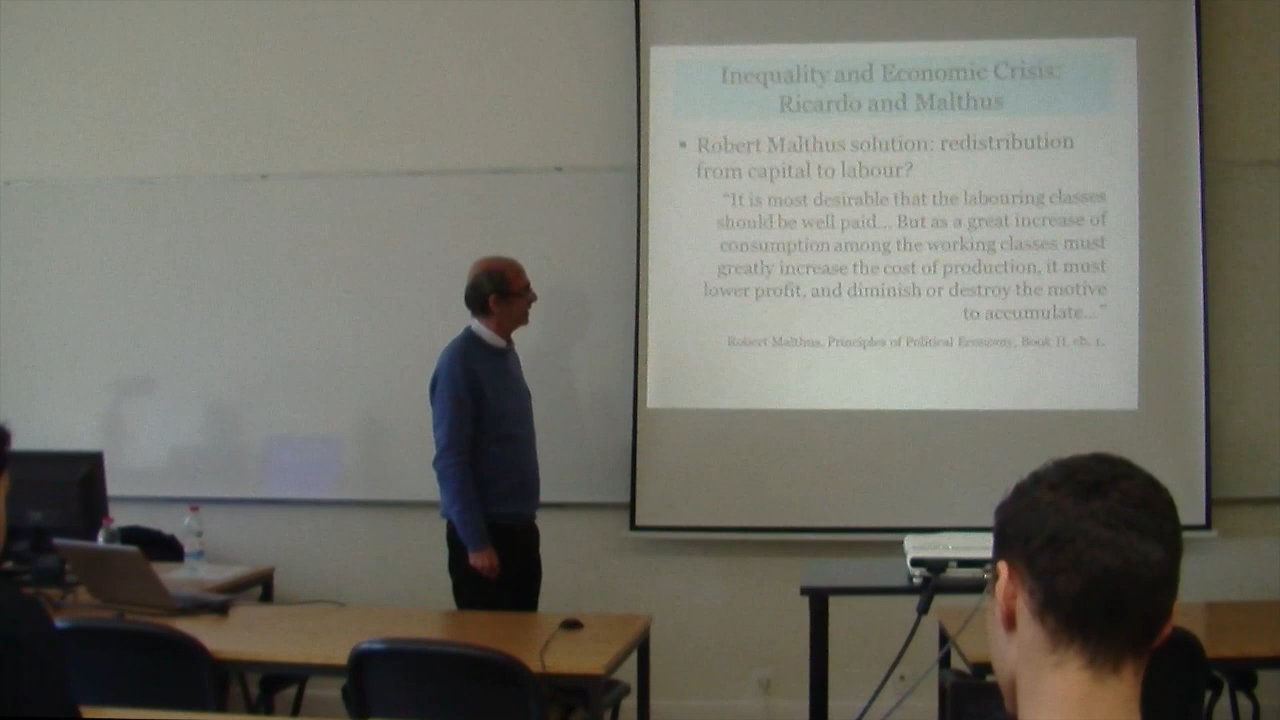 Inequality and Economic Crisis:
Ricardo and Malthus
▪ Robert Malthus solution: redistribution
from capital to labour?
“It is most desirable that the labouring classes
should be well paid... But as a great increase of
consumption among the working classes must
greatly increase the cost of production, it must
lower profit, and diminish or destroy the motive
to accumulate...”
Robert Malthus, Principles of Political Economy, Book II, ch. 1.